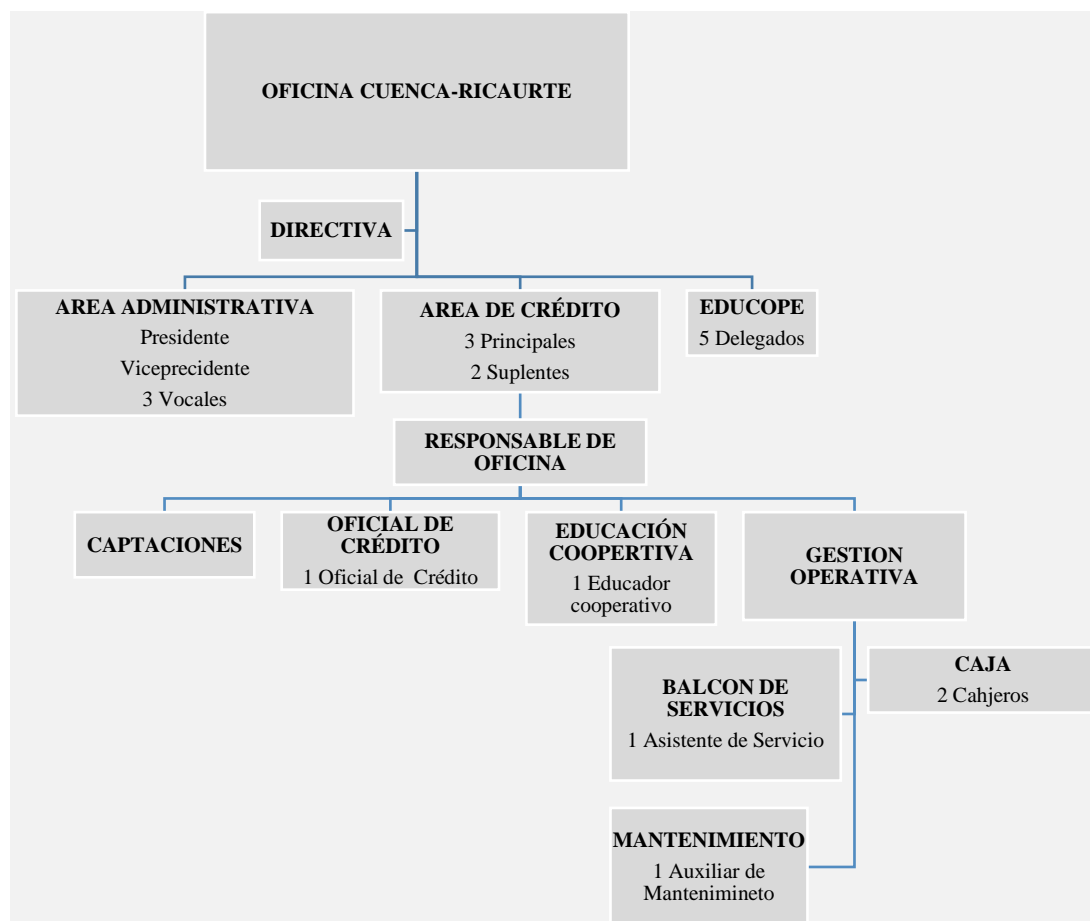 OFICINA CUENCA-RICAURTE
DIRECTIVA
AREA ADMINISTRATIVA
Presidente
Viceprecidente
3 Vocales
AREA DE CRÉDITO
3 Principales
2 Suplentes
EDUCOPE
5 Delegados
RESPONSABLE DE
OFICINA
CAPTACIONES
OFICIAL DE
CRÉDITO
1 Oficial de Crédito
EDUCACIÓN
COOPERTIVA
1 Educador
cooperativo
GESTION
OPERATIVA
BALCON DE
SERVICIOS
1 Asistente de Servicio
CAJA
2 Cahjeros
MANTENIMIENTO
1 Auxiliar de
Mantenimineto